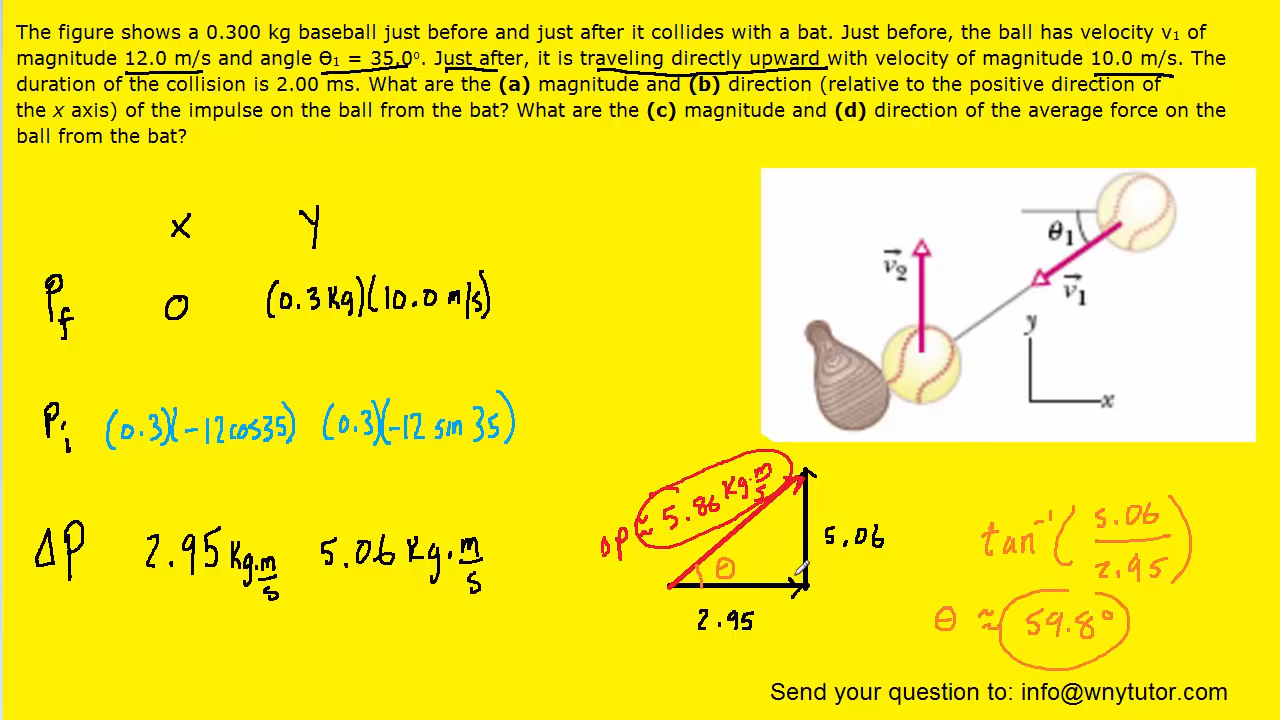 The figure shows a 0.300 kg baseball just before and just after it collides with a bat. Just before, the ball has velocity v₁ of
magnitude 12.0 m/s and angle Θ₁ = 35.0º. Just after, it is traveling directly upward with velocity of magnitude 10.0 m/s. The
duration of the collision is 2.00 ms. What are the (a) magnitude and (b) direction (relative to the positive direction of
the x axis) of the impulse on the ball from the bat? What are the (c) magnitude and (d) direction of the average force on the
ball from the bat?
x y
Pf 0 (0.3 Kg)(10.0 m/s)
Pi (0.3)(-12cos35) (0.3)(-12 sin 35)
ΔP 2.95 Kg·m/s 5.06 Kg·m/s
θ₁
v⃗₂
v⃗₁
y
x
ΔP ≈ 5.86 Kg·m/s
5.06
θ
2.95
tan⁻¹(5.06/2.95)
θ ≈ 59.8º
Send your question to: info@wnytutor.com